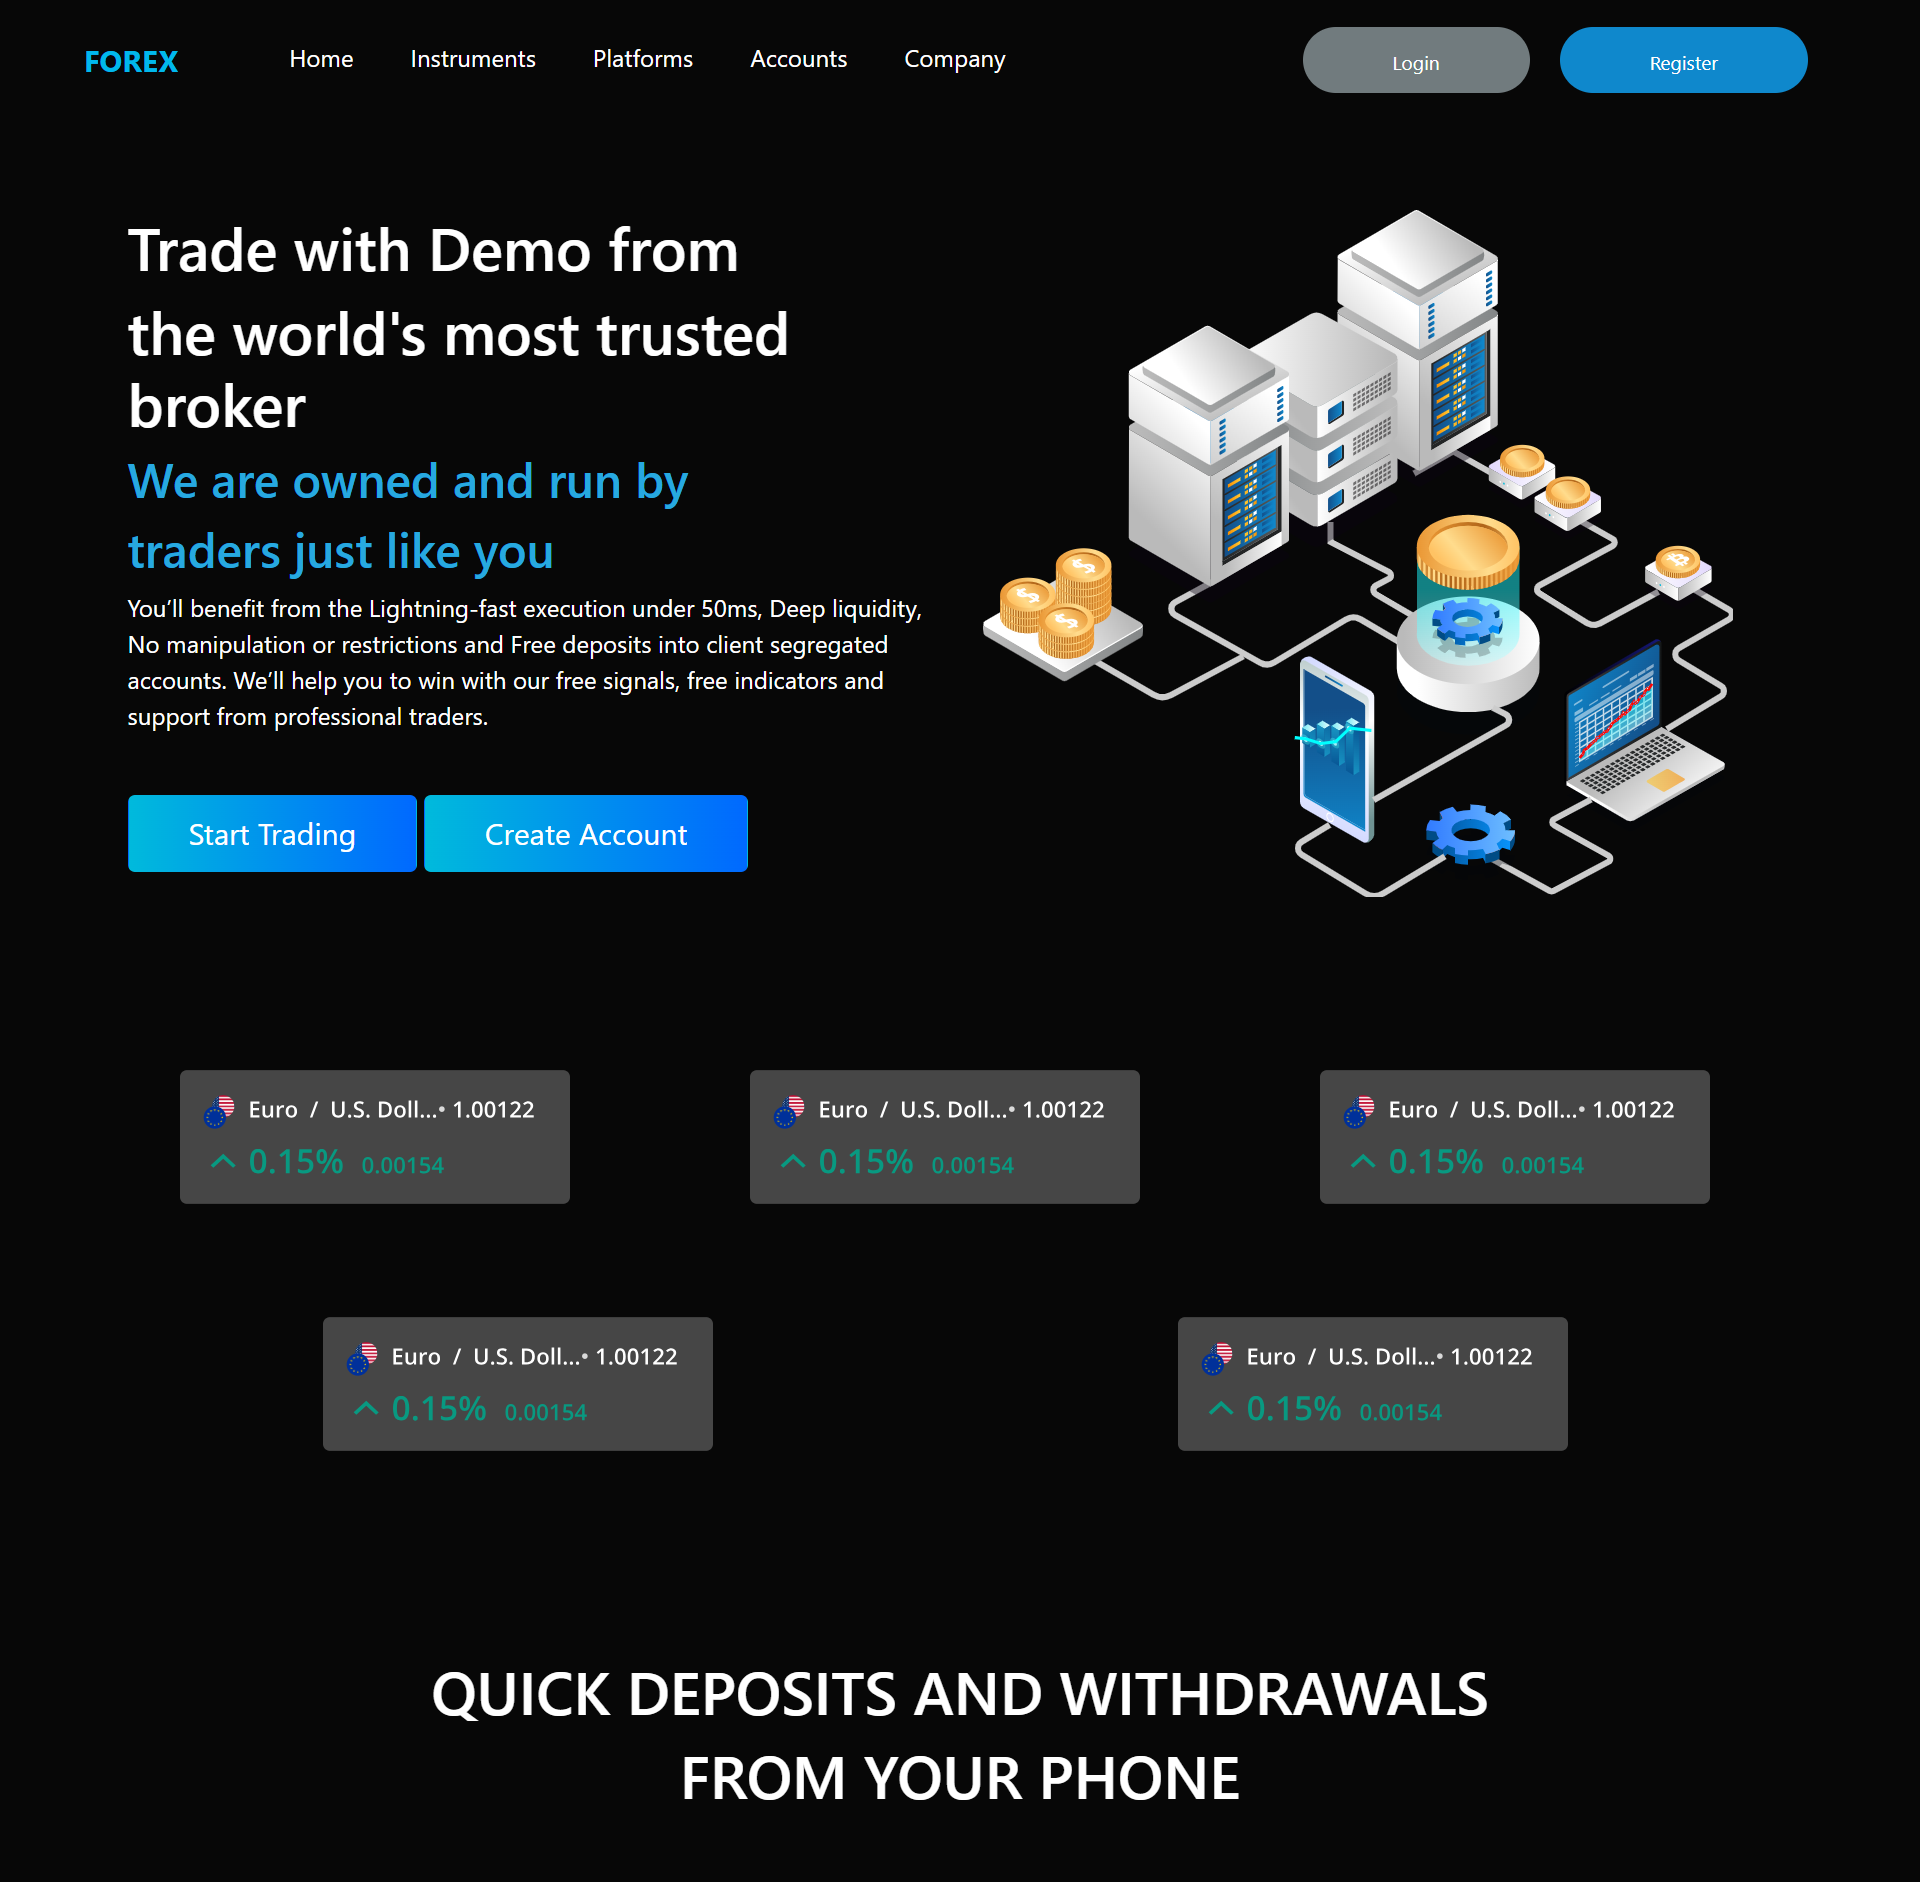 FOREX
Home
Instruments
Platforms
Accounts
Company
Login
Register
Trade with Demo from
the world's most trusted
broker
We are owned and run by
traders just like you
You’ll benefit from the Lightning-fast execution under 50ms, Deep liquidity,
No manipulation or restrictions and Free deposits into client segregated
accounts. We’ll help you to win with our free signals, free indicators and
support from professional traders.
Start Trading
Create Account
Euro / U.S. Doll...• 1.00122
0.15% 0.00154
Euro / U.S. Doll...• 1.00122
0.15% 0.00154
Euro / U.S. Doll...• 1.00122
0.15% 0.00154
Euro / U.S. Doll...• 1.00122
0.15% 0.00154
Euro / U.S. Doll...• 1.00122
0.15% 0.00154
QUICK DEPOSITS AND WITHDRAWALS
FROM YOUR PHONE